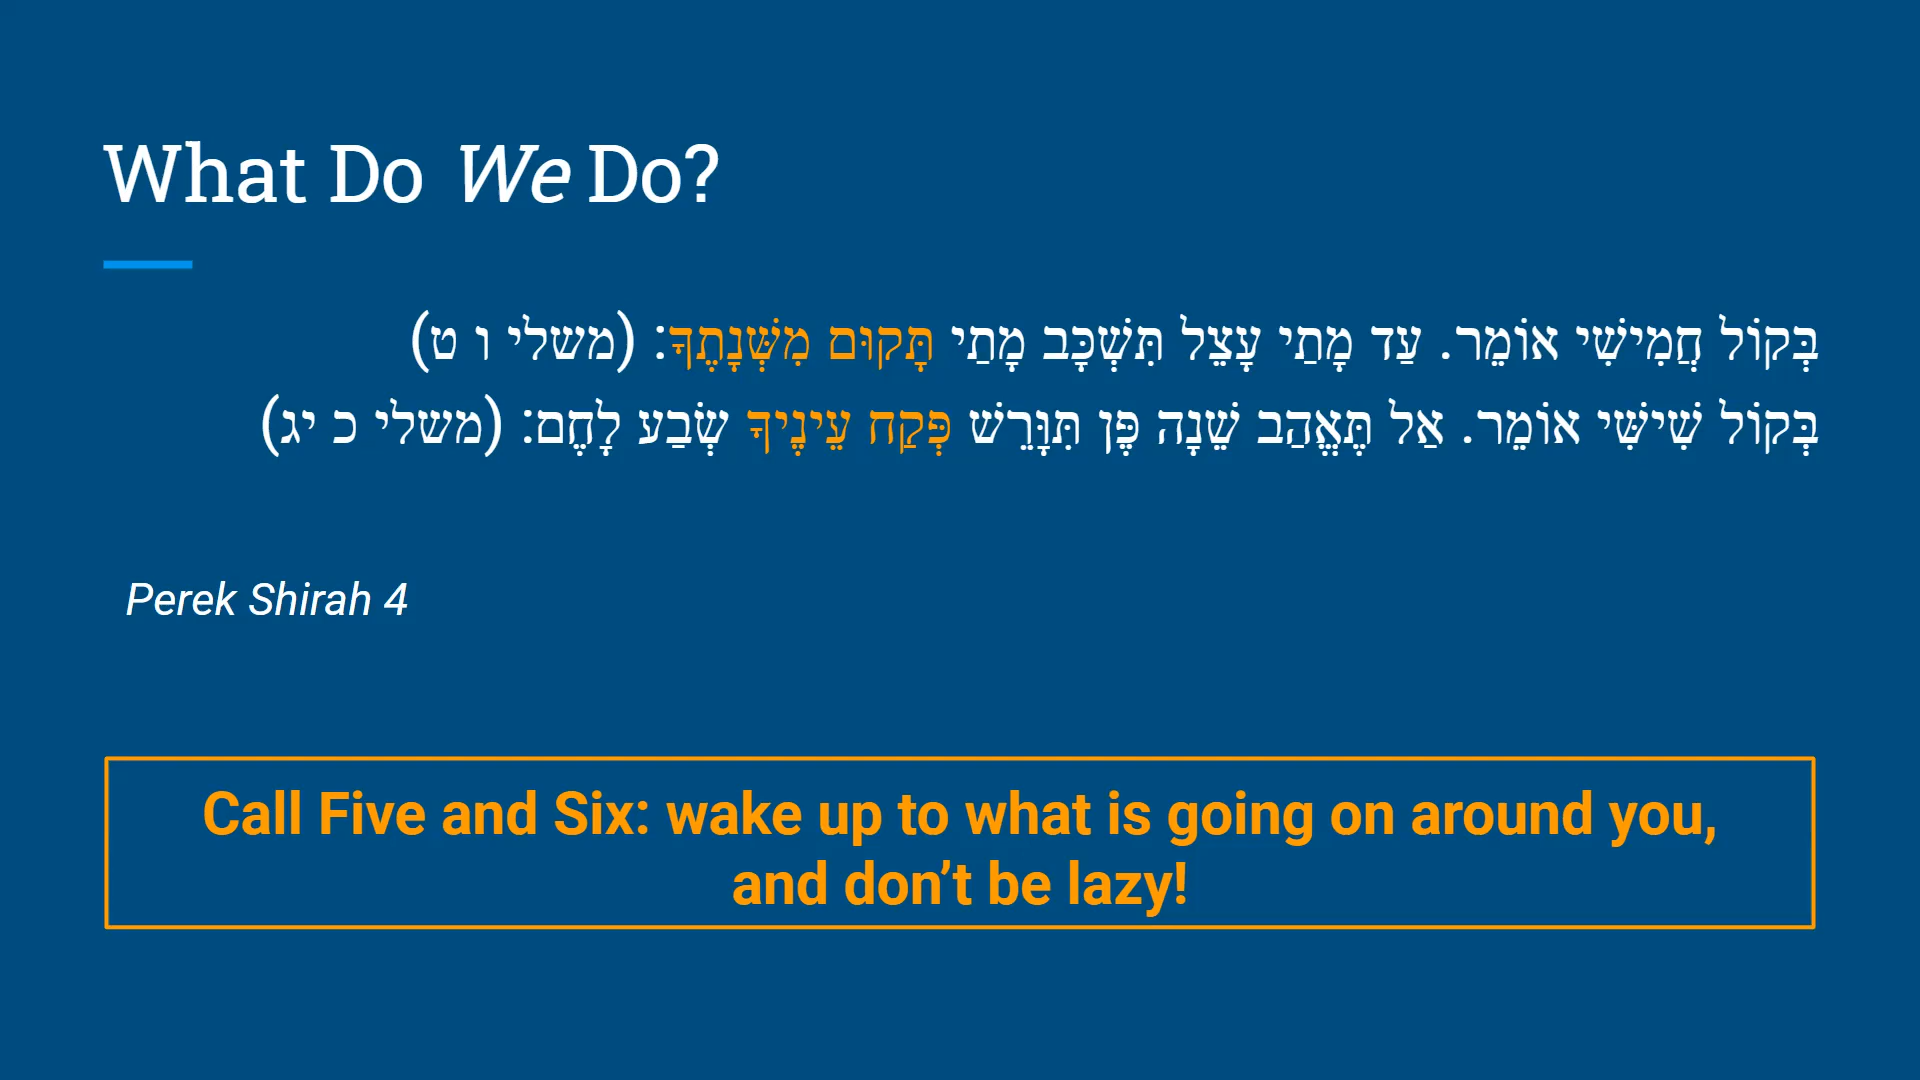 What Do We Do?
בְּקוֹל חֲמִישִׁי אוֹמֵר. עַד מָתַי עָצֵל תִּשְׁכָּב מָתַי תָּקוּם מִשְּׁנָתֶךָ: (משלי ו ט)
בְּקוֹל שִׁישִּׁי אוֹמֵר. אַל תֶּאֱהַב שֵׁנָה פֶּן תִּוָּרֵשׁ פְּקַח עֵינֶיךָ שְׂבַע לָחֶם: (משלי כ יג)
Perek Shirah 4
Call Five and Six: wake up to what is going on around you,
and don’t be lazy!